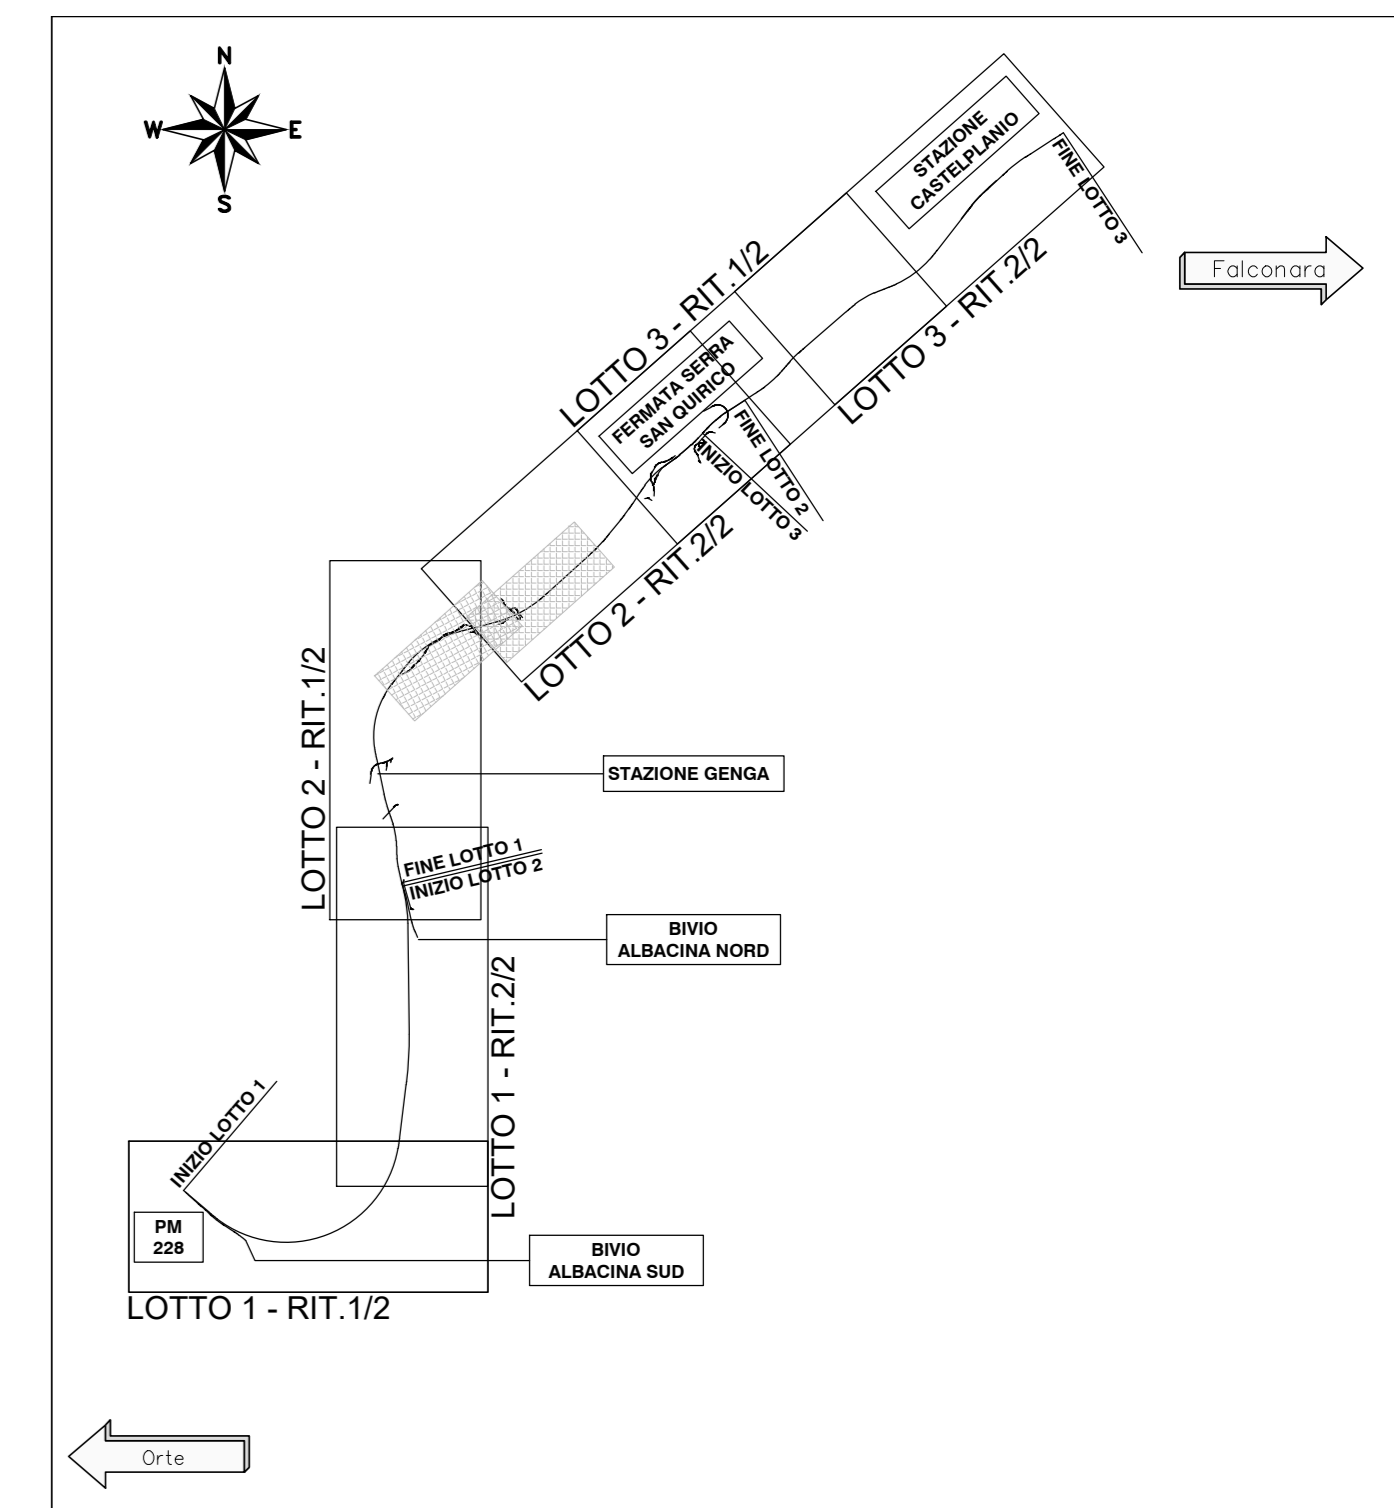 N
W
E
S
STAZIONE
CASTELPLANIO
FINE LOTTO 3
Falconara
LOTTO 3 - RIT.1/2
LOTTO 3 - RIT.2/2
FERMATA SERRA
SAN QUIRICO
FINE LOTTO 2
INIZIO LOTTO 3
LOTTO 2 - RIT.2/2
LOTTO 2 - RIT.1/2
STAZIONE GENGA
FINE LOTTO 1
INIZIO LOTTO 2
BIVIO
ALBACINA NORD
LOTTO 1 - RIT.2/2
INIZIO LOTTO 1
PM
228
BIVIO
ALBACINA SUD
LOTTO 1 - RIT.1/2
Orte